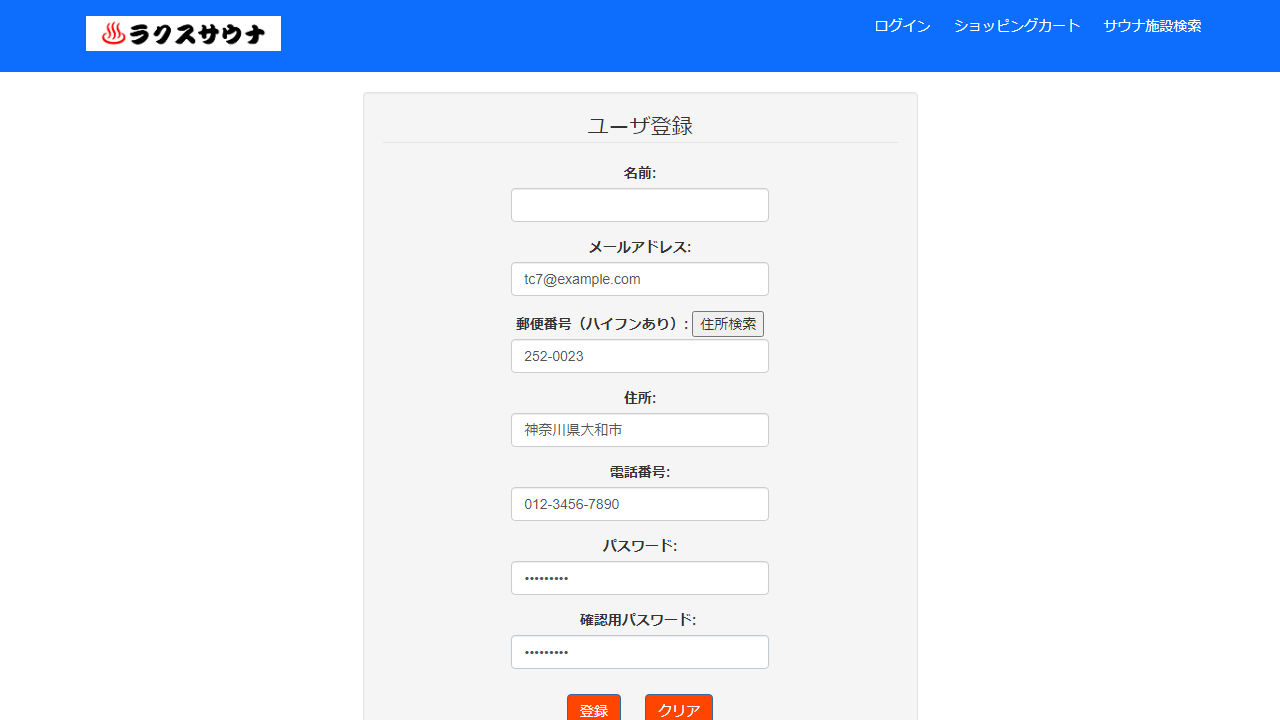 ♨ラクスサウナ
ログイン ショッピングカート サウナ施設検索
ユーザ登録
名前:
メールアドレス:
tc7@example.com
郵便番号（ハイフンあり）: 住所検索
252-0023
住所:
神奈川県大和市
電話番号:
012-3456-7890
パスワード:
•••••••••
確認用パスワード:
•••••••••
登録 クリア